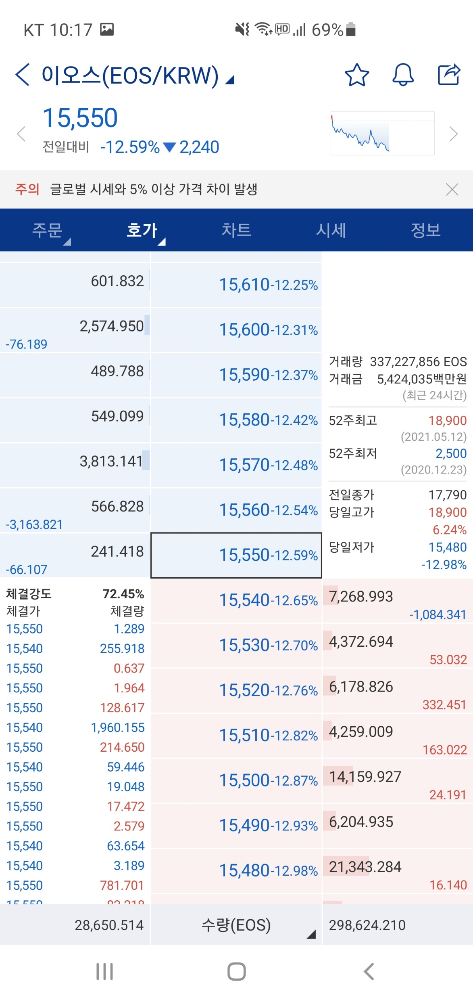 KT 10:17 69%
이오스(EOS/KRW)
15,550
전일대비 -12.59% ▼ 2,240
주의 글로벌 시세와 5% 이상 가격 차이 발생
주문 호가 차트 시세 정보
601.832 15,610 -12.25%
2,574.950 15,600 -12.31%
-76.189
거래량 337,227,856 EOS
489.788 15,590 -12.37%
거래금 5,424,035백만원
(최근 24시간)
549.099 15,580 -12.42%
52주최고 18,900
(2021.05.12)
3,813.141 15,570 -12.48%
52주최저 2,500
(2020.12.23)
전일종가 17,790
566.828 15,560 -12.54%
당일고가 18,900
-3,163.821
6.24%
당일저가 15,480
241.418 15,550 -12.59%
-12.98%
-66.107
체결강도 72.45%
15,540 -12.65% 7,268.993
체결가 체결량
-1,084.341
15,550 1.289
15,530 -12.70% 4,372.694
15,540 255.918
53.032
15,550 0.637
15,550 1.964
15,520 -12.76% 6,178.826
332.451
15,550 128.617
15,540 1,960.155
15,510 -12.82% 4,259.009
15,550 214.650
163.022
15,540 59.446
15,500 -12.87% 14,159.927
15,550 19.048
24.191
15,550 17.472
15,550 2.579
15,490 -12.93% 6,204.935
15,540 63.654
15,540 3.189
15,480 -12.98% 21,343.284
15,550 781.701
16.140
15,550 82.218
28,650.514 수량(EOS) 298,624.210